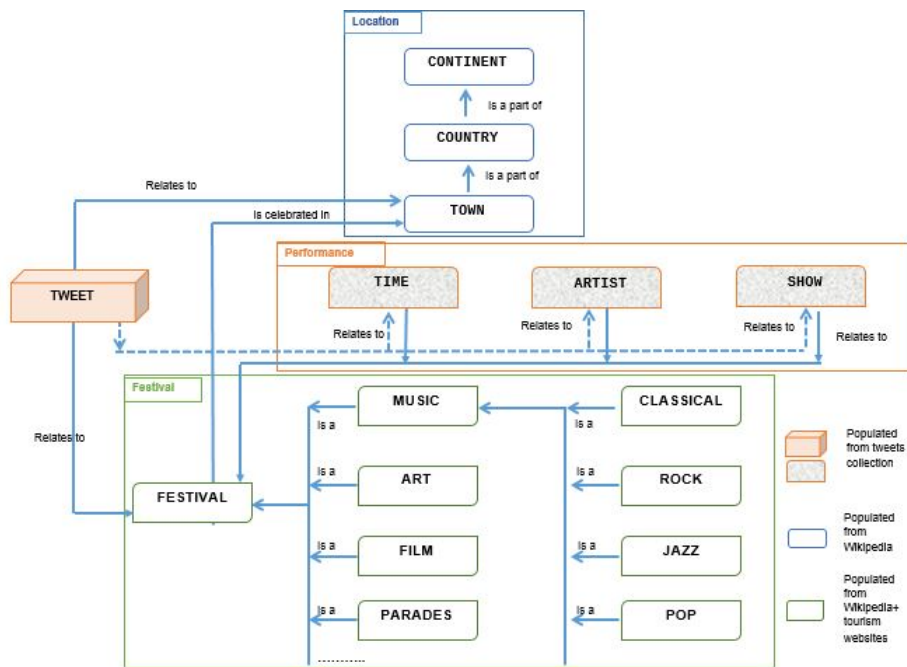 Location
CONTINENT
Is a part of
COUNTRY
Is a part of
TOWN
Relates to
Is celebrated in
Performance
TIME
ARTIST
SHOW
TWEET
Relates to
Relates to
Relates to
Relates to
Festival
MUSIC
CLASSICAL
Is a
Is a
Relates to
Populated
from tweets
collection
Is a
ART
Is a
ROCK
FESTIVAL
Populated
from
Wikipedia
Is a
FILM
Is a
JAZZ
Populated
from
Wikipedia+
tourism
websites
Is a
PARADES
Is a
POP
...........